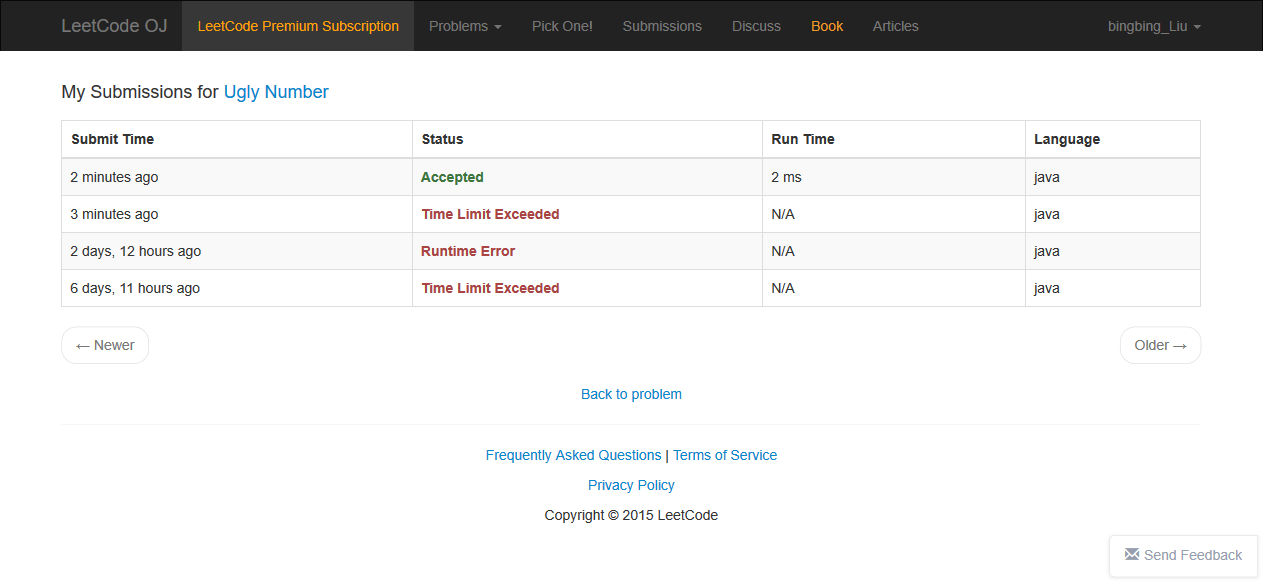 LeetCode OJ LeetCode Premium Subscription Problems Pick One! Submissions Discuss Book Articles bingbing_Liu
My Submissions for Ugly Number
Submit Time Status Run Time Language
2 minutes ago Accepted 2 ms java
3 minutes ago Time Limit Exceeded N/A java
2 days, 12 hours ago Runtime Error N/A java
6 days, 11 hours ago Time Limit Exceeded N/A java
← Newer Older →
Back to problem
Frequently Asked Questions | Terms of Service
Privacy Policy
Copyright © 2015 LeetCode
Send Feedback